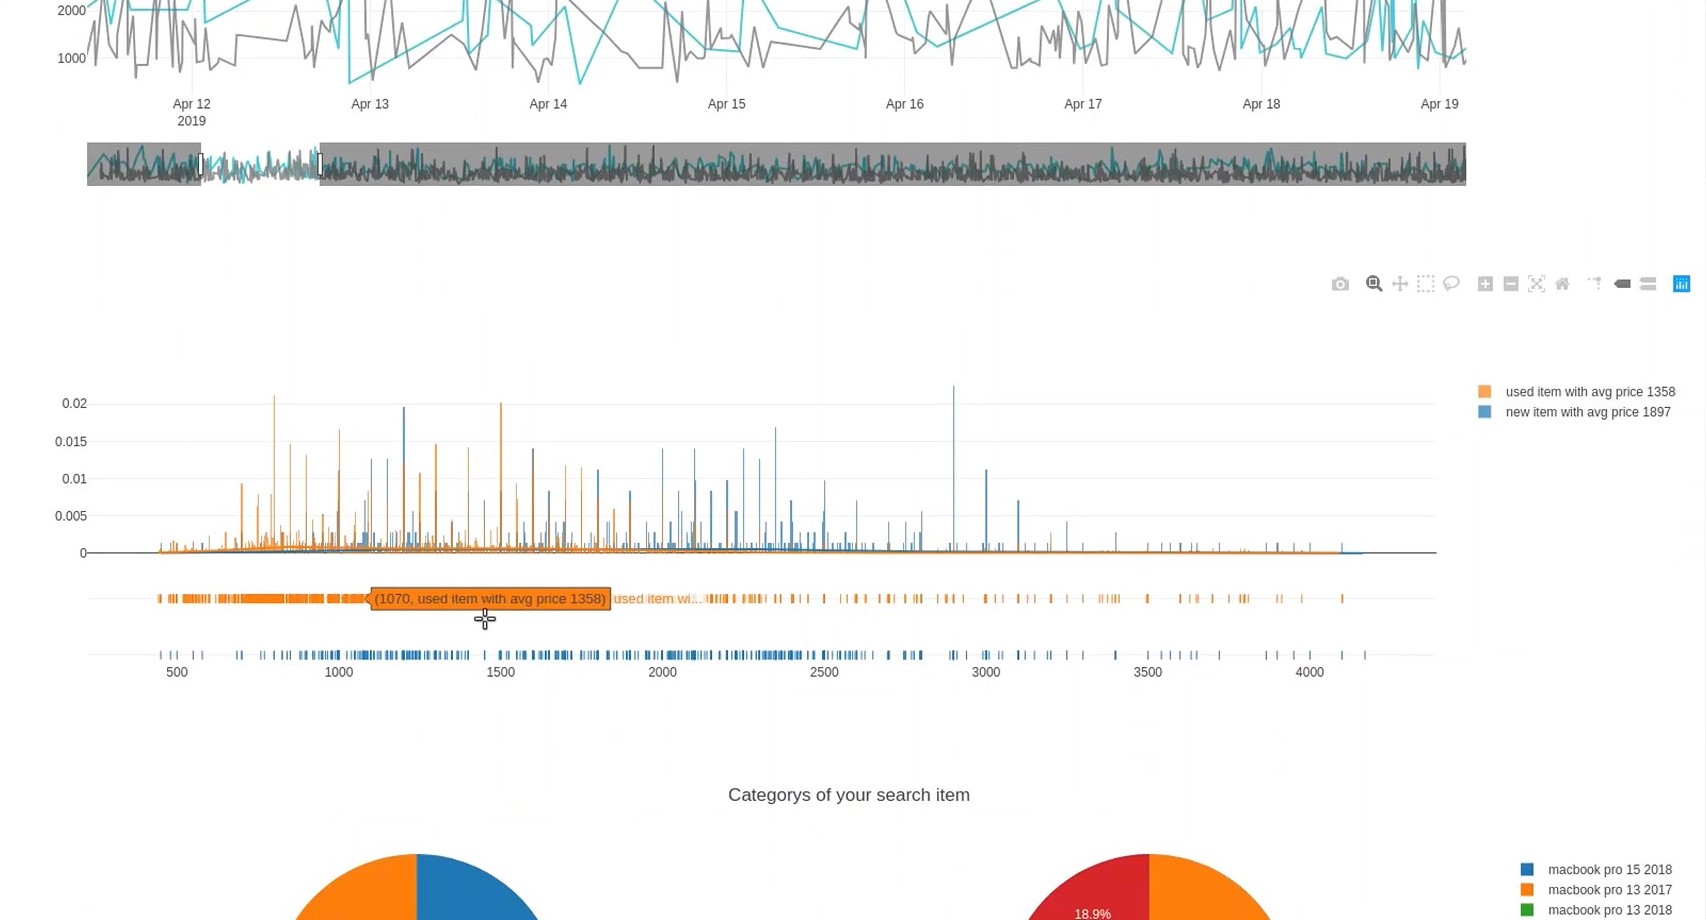 2000
1000
Apr 12 Apr 13 Apr 14 Apr 15 Apr 16 Apr 17 Apr 18 Apr 19
2019
used item with avg price 1358
new item with avg price 1897
0.02
0.015
0.01
0.005
0
(1070, used item with avg price 1358) used item wi...
500 1000 1500 2000 2500 3000 3500 4000
Categorys of your search item
macbook pro 15 2018
macbook pro 13 2017
macbook pro 13 2018
18.9%